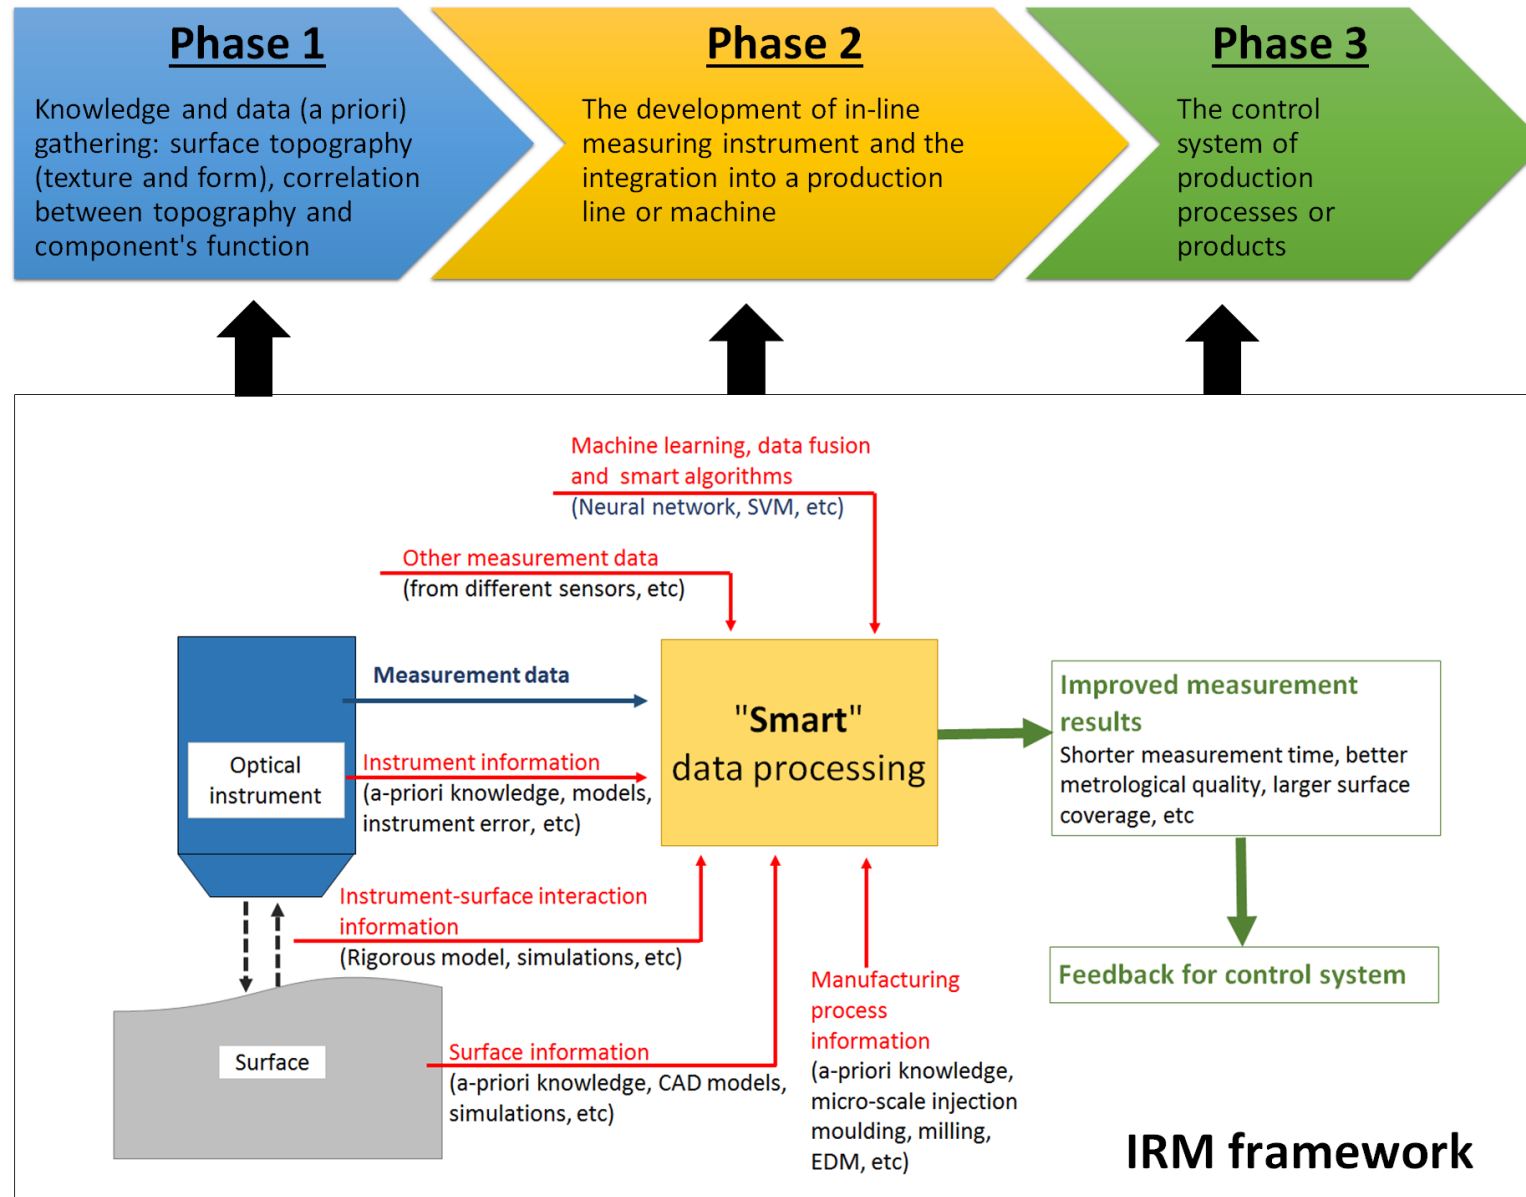 Phase 1
Knowledge and data (a priori)
gathering: surface topography
(texture and form), correlation
between topography and
component's function
Phase 2
The development of in-line
measuring instrument and the
integration into a production
line or machine
Phase 3
The control
system of
production
processes or
products
Machine learning, data fusion
and smart algorithms
(Neural network, SVM, etc)
Other measurement data
(from different sensors, etc)
Measurement data
Optical
instrument
Instrument information
(a-priori knowledge, models,
instrument error, etc)
"Smart"
data processing
Improved measurement
results
Shorter measurement time, better
metrological quality, larger surface
coverage, etc
Instrument-surface interaction
information
(Rigorous model, simulations, etc)
Feedback for control system
Surface
Surface information
(a-priori knowledge, CAD models,
simulations, etc)
Manufacturing
process
information
(a-priori knowledge,
micro-scale injection
moulding, milling,
EDM, etc)
IRM framework